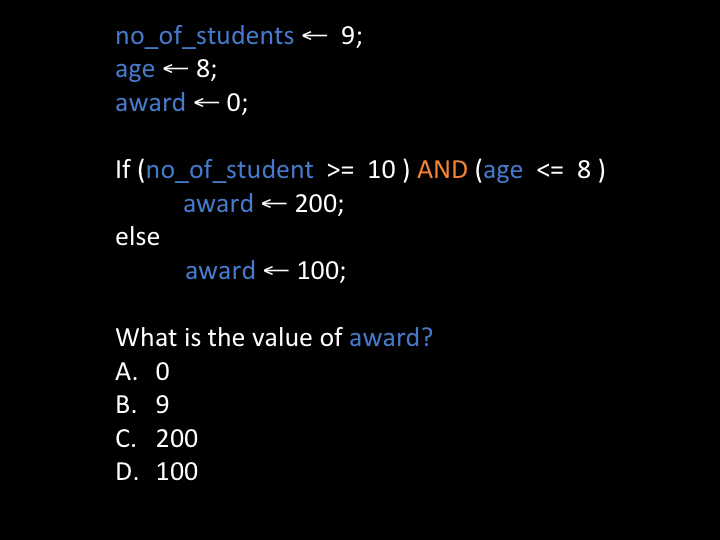 no_of_students ← 9;
age ← 8;
award ← 0;
If (no_of_student >= 10 ) AND (age <= 8 )
award ← 200;
else
award ← 100;
What is the value of award?
A. 0
B. 9
C. 200
D. 100